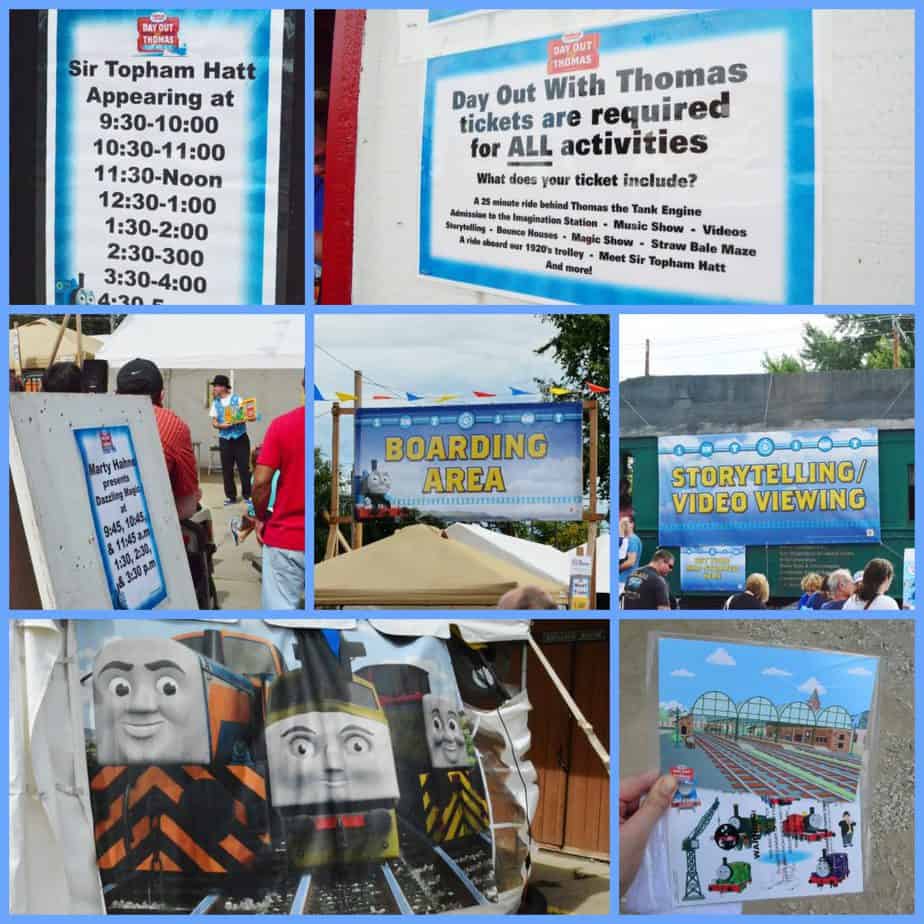 DAY OUT
WITH
THOMAS
Sir Topham Hatt
Appearing at
9:30-10:00
10:30-11:00
11:30-Noon
12:30-1:00
1:30-2:00
2:30-300
3:30-4:00
4:30-5
DAY OUT
WITH
THOMAS
Day Out With Thomas
tickets are required
for ALL activities
What does your ticket include?
A 25 minute ride behind Thomas the Tank Engine
Admission to the Imagination Station - Music Show - Videos
Storytelling - Bounce Houses - Magic Show - Straw Bale Maze
A ride aboard our 1920's trolley - Meet Sir Topham Hatt
And more!
Marty Hahne
presents
Dazzling Magic
at
9:45, 10:45,
& 11:45 a.m
1:30, 2:30,
& 3:30 p.m
BOARDING
AREA
STORYTELLING/
VIDEO VIEWING